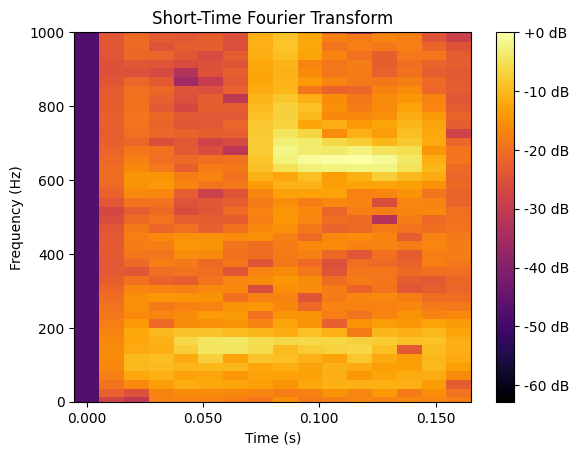 Short-Time Fourier Transform
1000
800
600
400
200
0
Frequency (Hz)
0.000
0.050
0.100
0.150
Time (s)
+0 dB
-10 dB
-20 dB
-30 dB
-40 dB
-50 dB
-60 dB